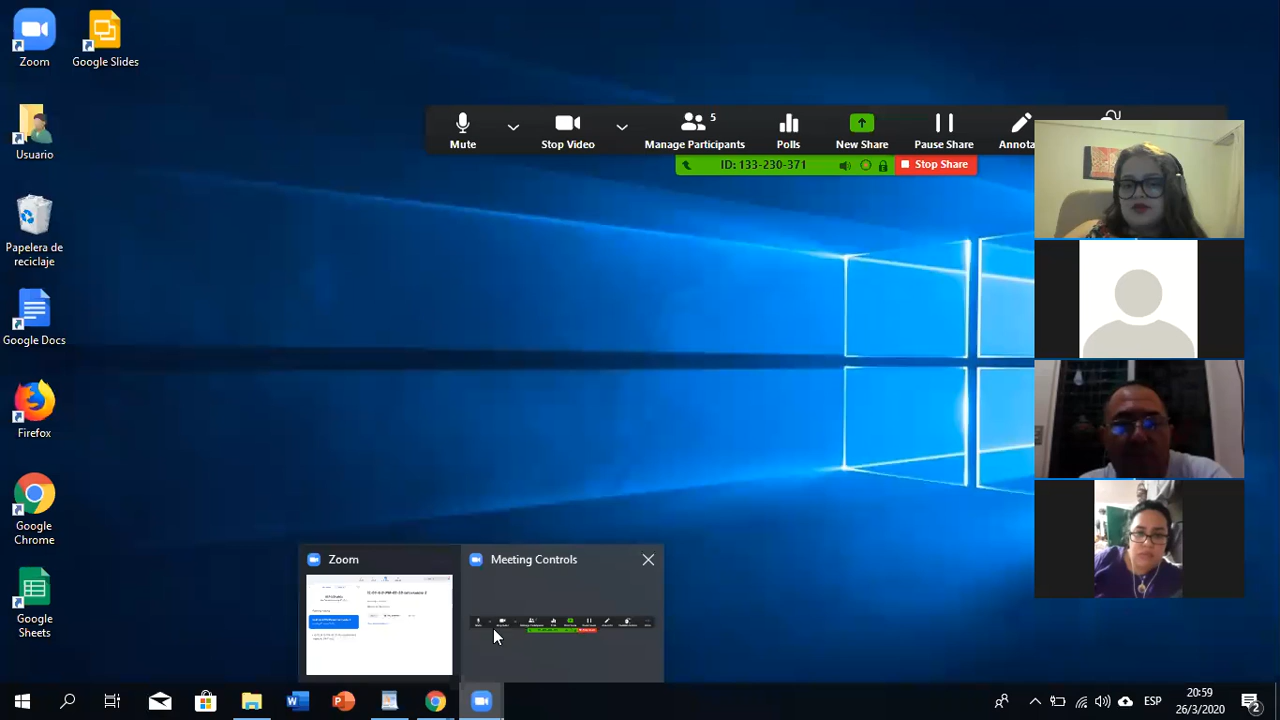 Zoom
Google Slides
Usuario
Papelera de
reciclaje
Google Docs
Firefox
Google
Chrome
Google
5
Mute
Stop Video
Manage Participants
Polls
New Share
Pause Share
Annota
ID: 133-230-371
Stop Share
Zoom
Meeting Controls
ESP
20:59
26/3/2020
2